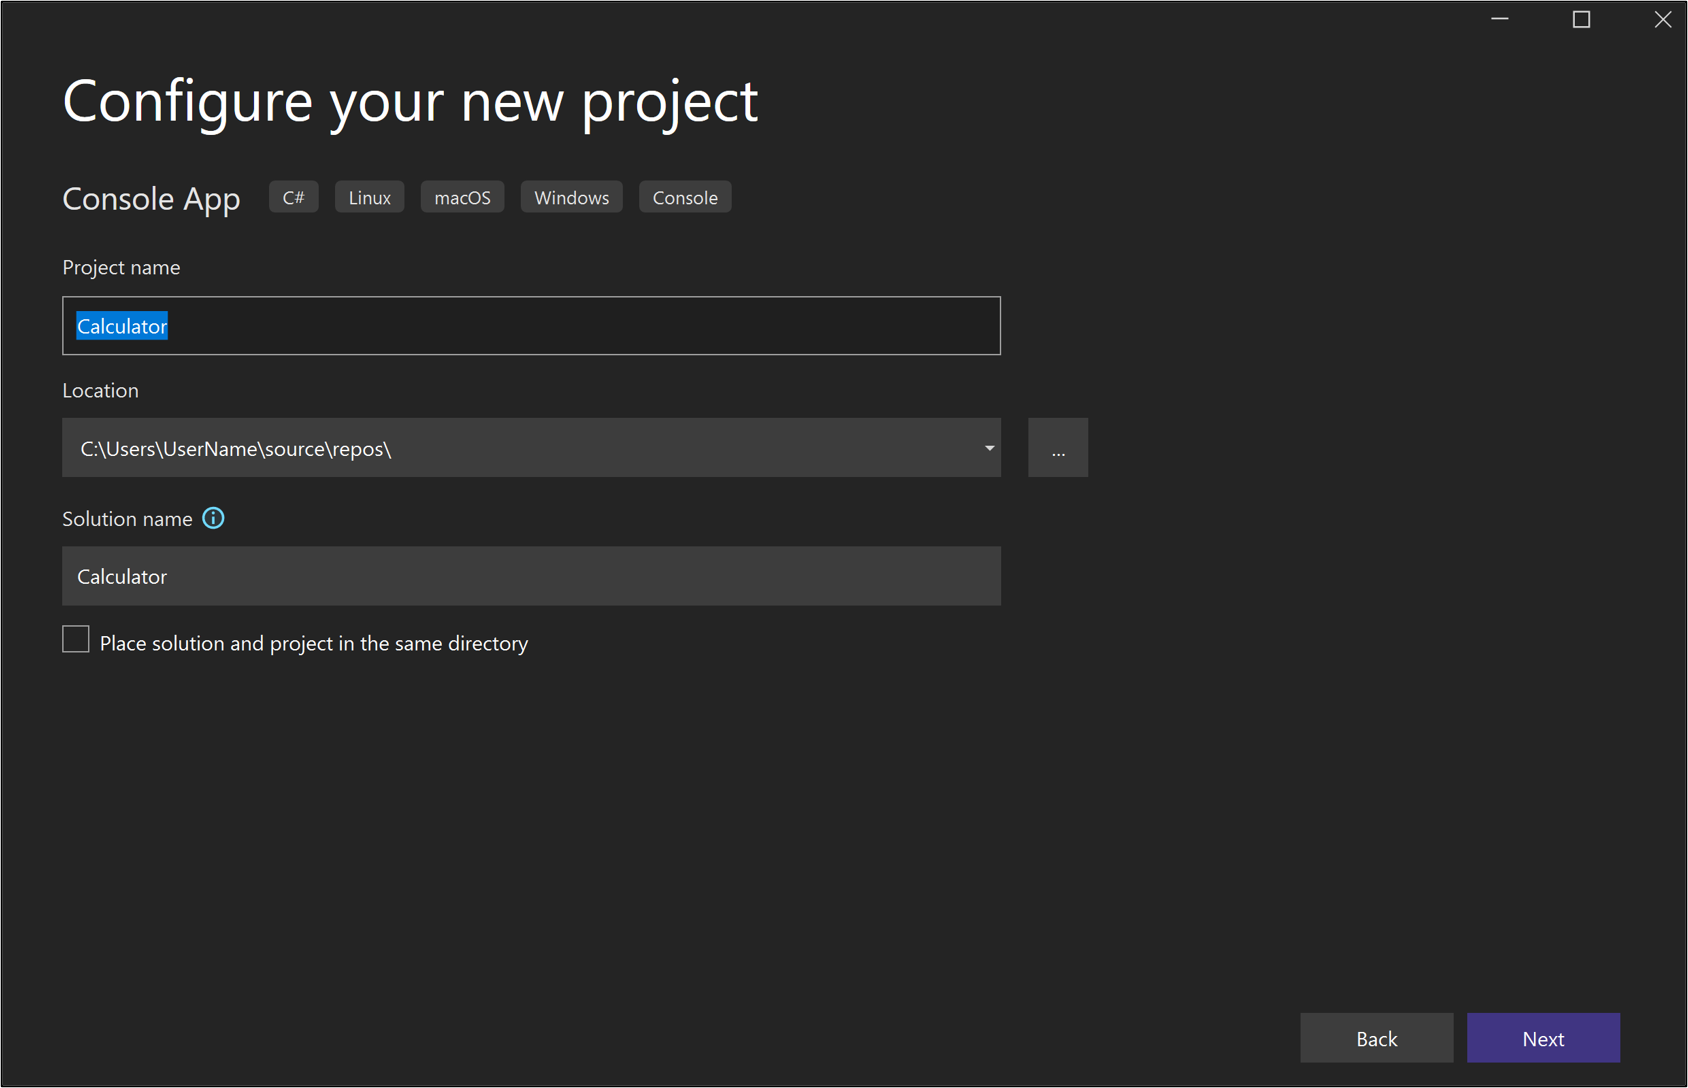 Configure your new project
Console App C# Linux macOS Windows Console
Project name
Calculator
Location
C:\Users\UserName\source\repos\
...
Solution name
Calculator
Place solution and project in the same directory
Back Next